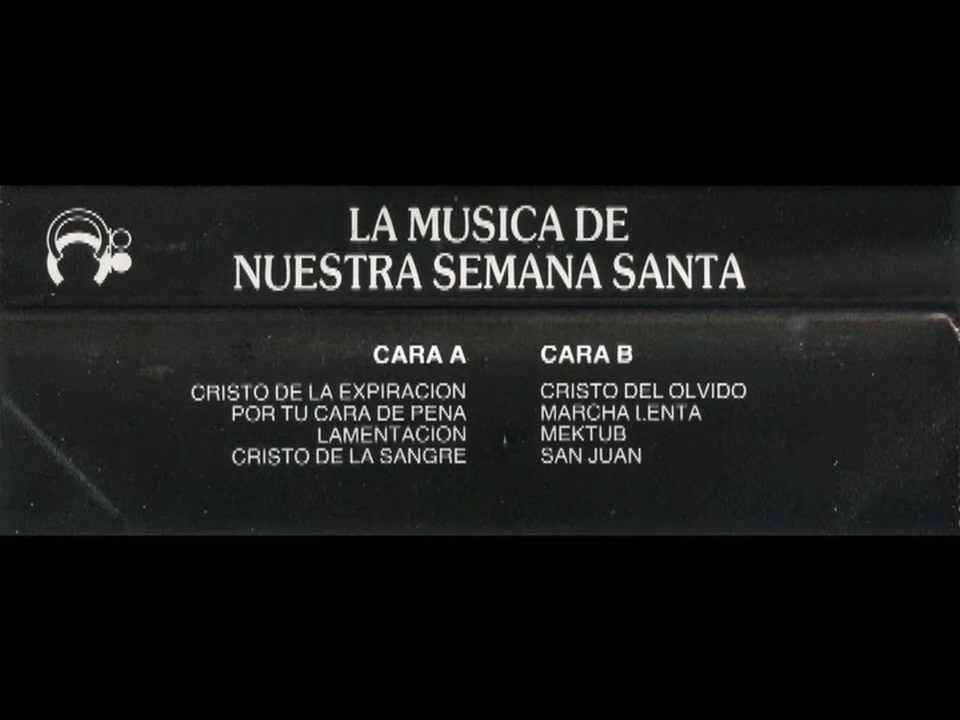 LA MUSICA DE
NUESTRA SEMANA SANTA
CARA A
CRISTO DE LA EXPIRACION
POR TU CARA DE PENA
LAMENTACION
CRISTO DE LA SANGRE
CARA B
CRISTO DEL OLVIDO
MARCHA LENTA
MEKTUB
SAN JUAN